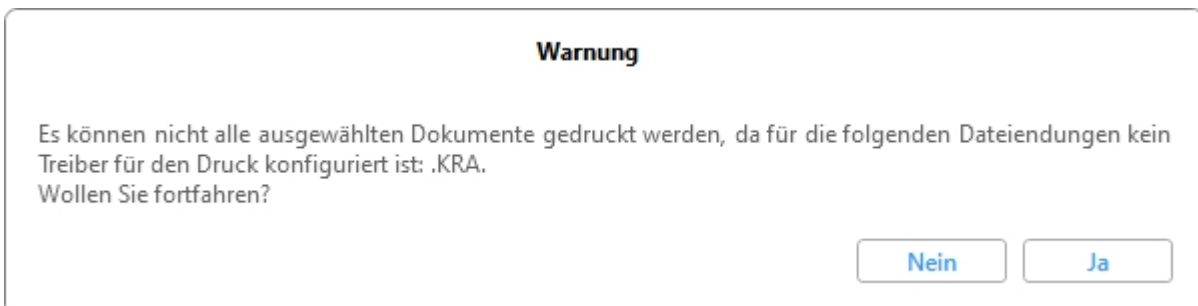 Warnung
Es können nicht alle ausgewählten Dokumente gedruckt werden, da für die folgenden Dateiendungen kein
Treiber für den Druck konfiguriert ist: .KRA.
Wollen Sie fortfahren?
Nein
Ja